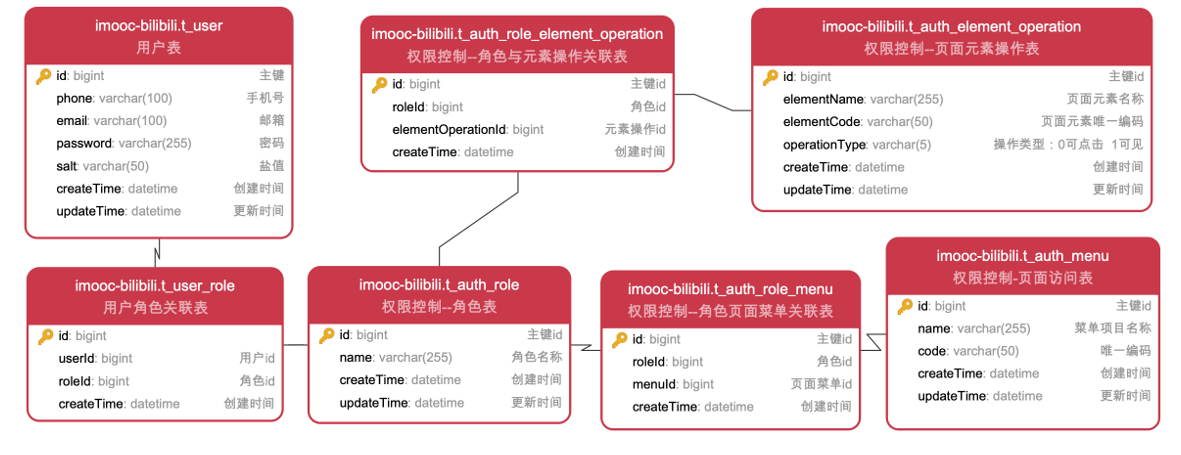 imooc-bilibili.t_user
用户表
id: bigint 主键
phone: varchar(100) 手机号
email: varchar(100) 邮箱
password: varchar(255) 密码
salt: varchar(50) 盐值
createTime: datetime 创建时间
updateTime: datetime 更新时间
imooc-bilibili.t_auth_role_element_operation
权限控制--角色与元素操作关联表
id: bigint 主键id
roleId: bigint 角色id
elementOperationId: bigint 元素操作id
createTime: datetime 创建时间
imooc-bilibili.t_auth_element_operation
权限控制--页面元素操作表
id: bigint 主键id
elementName: varchar(255) 页面元素名称
elementCode: varchar(50) 页面元素唯一编码
operationType: varchar(5) 操作类型：0可点击 1可见
createTime: datetime 创建时间
updateTime: datetime 更新时间
imooc-bilibili.t_user_role
用户角色关联表
id: bigint
userId: bigint 用户id
roleId: bigint 角色id
createTime: datetime 创建时间
imooc-bilibili.t_auth_role
权限控制--角色表
id: bigint 主键id
name: varchar(255) 角色名称
createTime: datetime 创建时间
updateTime: datetime 更新时间
imooc-bilibili.t_auth_role_menu
权限控制--角色页面菜单关联表
id: bigint 主键id
roleId: bigint 角色id
menuId: bigint 页面菜单id
createTime: datetime 创建时间
imooc-bilibili.t_auth_menu
权限控制-页面访问表
id: bigint 主键id
name: varchar(255) 菜单项目名称
code: varchar(50) 唯一编码
createTime: datetime 创建时间
updateTime: datetime 更新时间